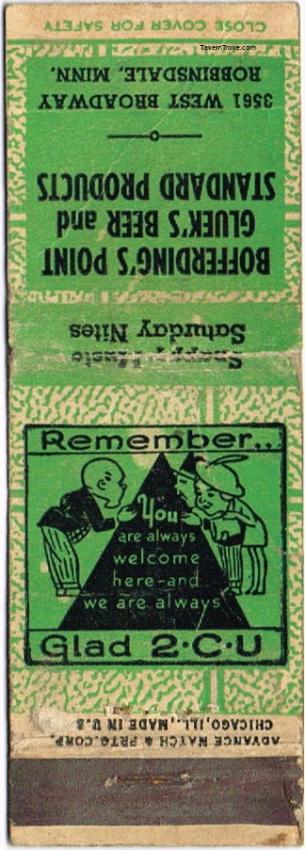 CLOSE COVER FOR SAFETY
TavernTrove.com
BOFFERDING'S POINT
GLUEK'S BEER and
STANDARD PRODUCTS
3561 WEST BROADWAY
ROBBINSDALE, MINN.
Snappy Music
Saturday Nites
Remember...
You
are always
welcome
here-and
we are always
Glad 2·C·U
ADVANCE MATCH & PRTG. CORP.
CHICAGO, ILL., MADE IN U.S